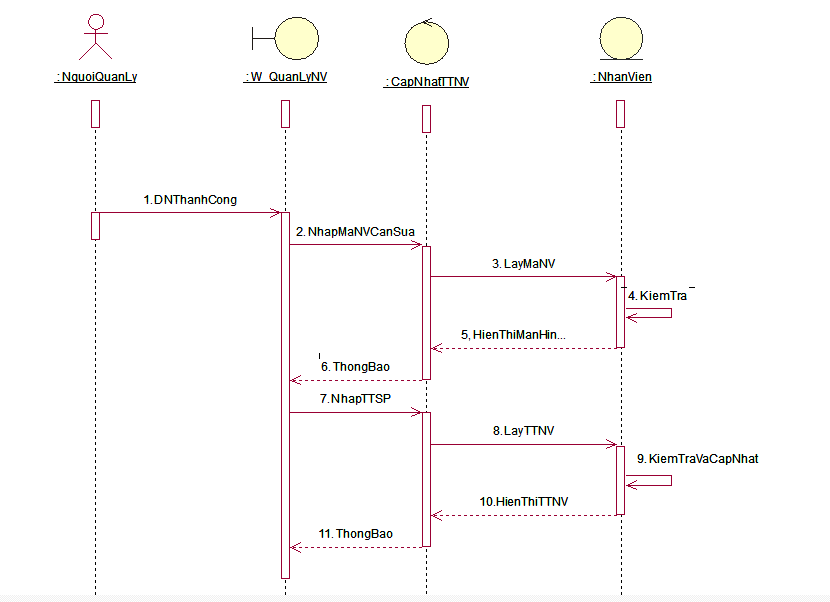 : NguoiQuanLy
: W_QuanLyNV
: CapNhatTTNV
: NhanVien
1.DNThanhCong
2. NhapMaNVCanSua
3. LayMaNV
4. KiemTra
5, HienThiManHin...
6. ThongBao
7. NhapTTSP
8. LayTTNV
9. KiemTraVaCapNhat
10.HienThiTTNV
11. ThongBao